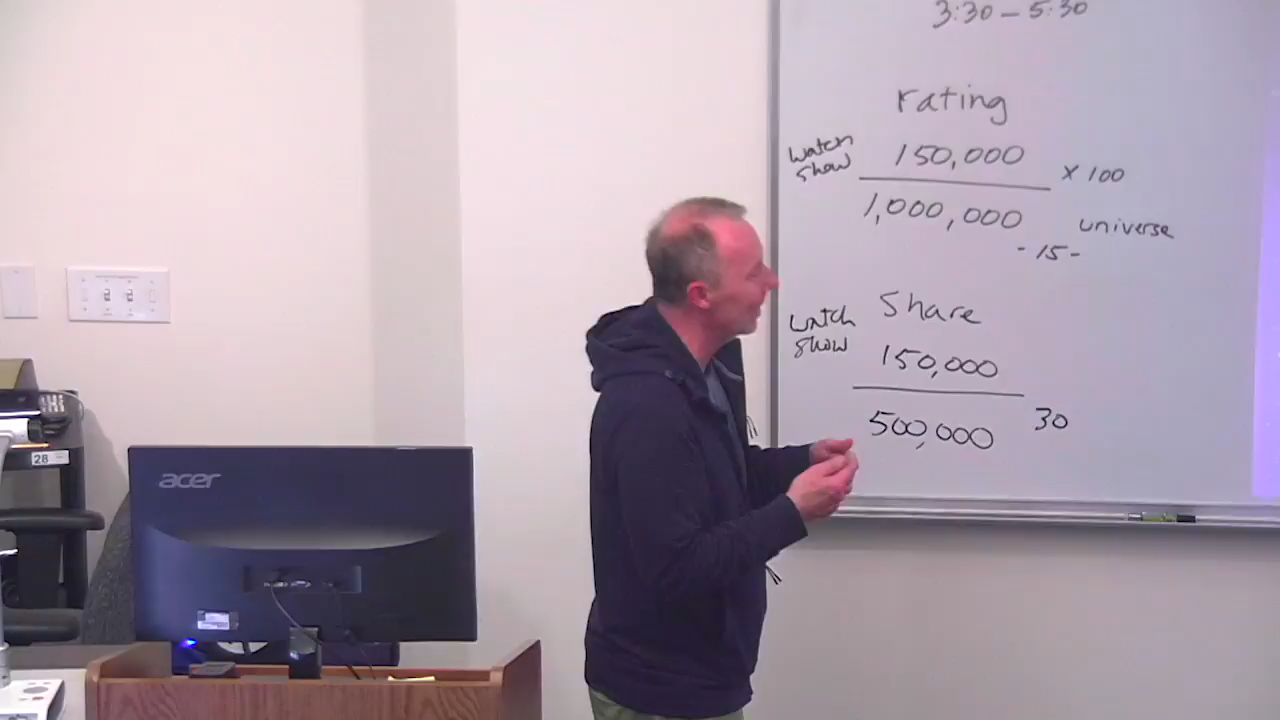 3:30 - 5:30
rating
watch
show
150,000
x 100
1,000,000
universe
- 15 -
Share
watch
show
150,000
500,000
30
28
acer